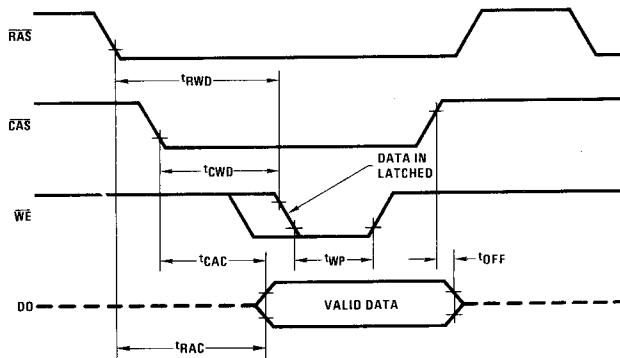 RAS
tRWD
CAS
tCWD
DATA IN
LATCHED
WE
tCAC
tWP
tOFF
DO
VALID DATA
tRAC